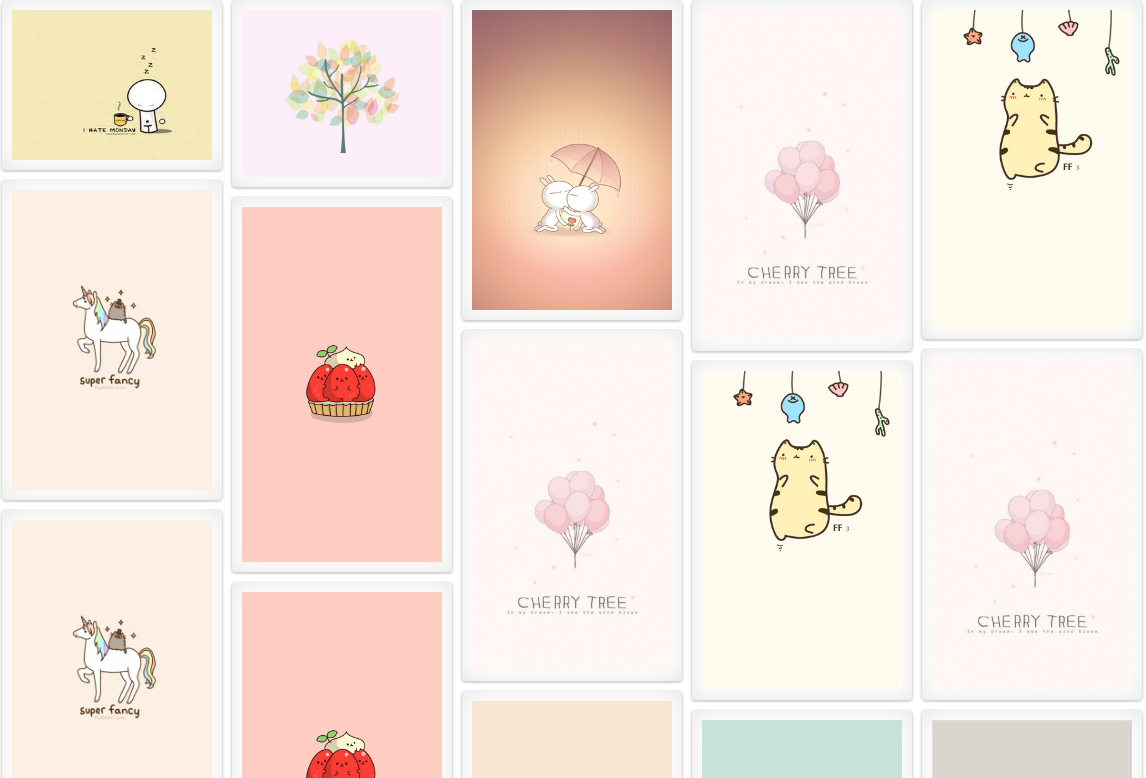 z
z
z
z
I HATE MONDAY
super fancy
super fancy
CHERRY TREE
In my dream, I see the wind blows
CHERRY TREE
In my dream, I see the wind blows
FF 3
FF 3
CHERRY TREE
In my dream, I see the wind blows